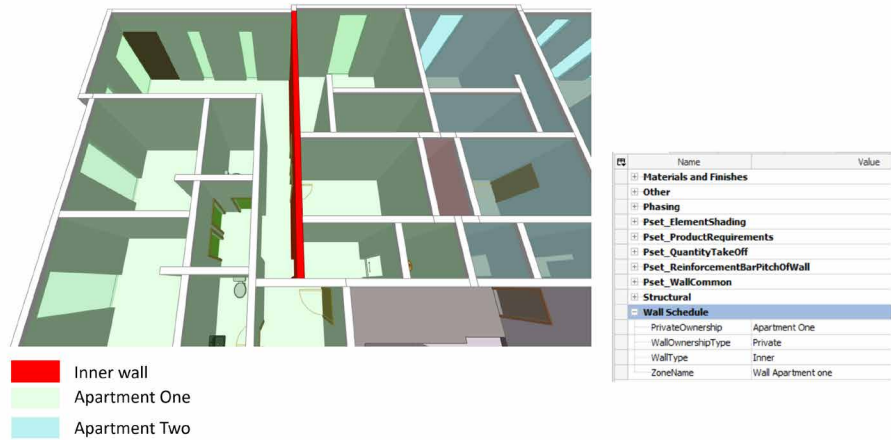 Name Value
Materials and Finishes
Other
Phasing
Pset_ElementShading
Pset_ProductRequirements
Pset_QuantityTakeOff
Pset_ReinforcementBarPitchOfWall
Pset_WallCommon
Structural
Wall Schedule
PrivateOwnership Apartment One
WallOwnershipType Private
WallType Inner
ZoneName Wall Apartment one
Inner wall
Apartment One
Apartment Two